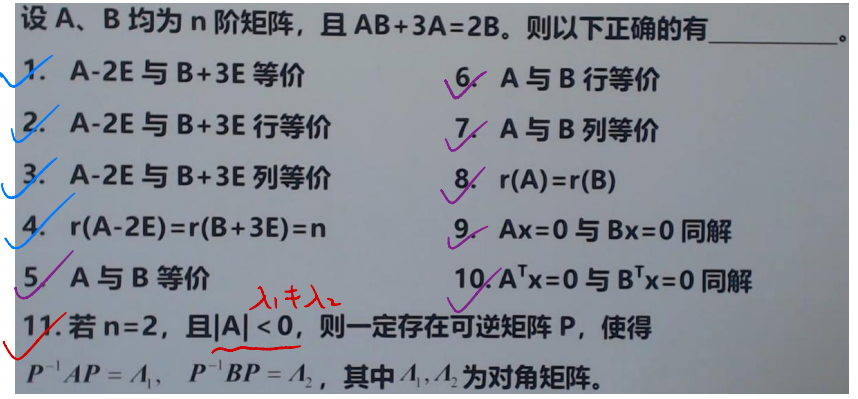 设 A、B 均为 n 阶矩阵，且 AB+3A=2B。则以下正确的有__________。
1. A-2E 与 B+3E 等价
2. A-2E 与 B+3E 行等价
3. A-2E 与 B+3E 列等价
4. r(A-2E)=r(B+3E)=n
5. A 与 B 等价
6. A 与 B 行等价
7. A 与 B 列等价
8. r(A)=r(B)
9. Ax=0 与 Bx=0 同解
10. Aᵀx=0 与 Bᵀx=0 同解
λ₁≠λ₂
11. 若 n=2，且|A|<0，则一定存在可逆矩阵 P，使得
P⁻¹AP=Λ₁，P⁻¹BP=Λ₂，其中 Λ₁,Λ₂ 为对角矩阵。